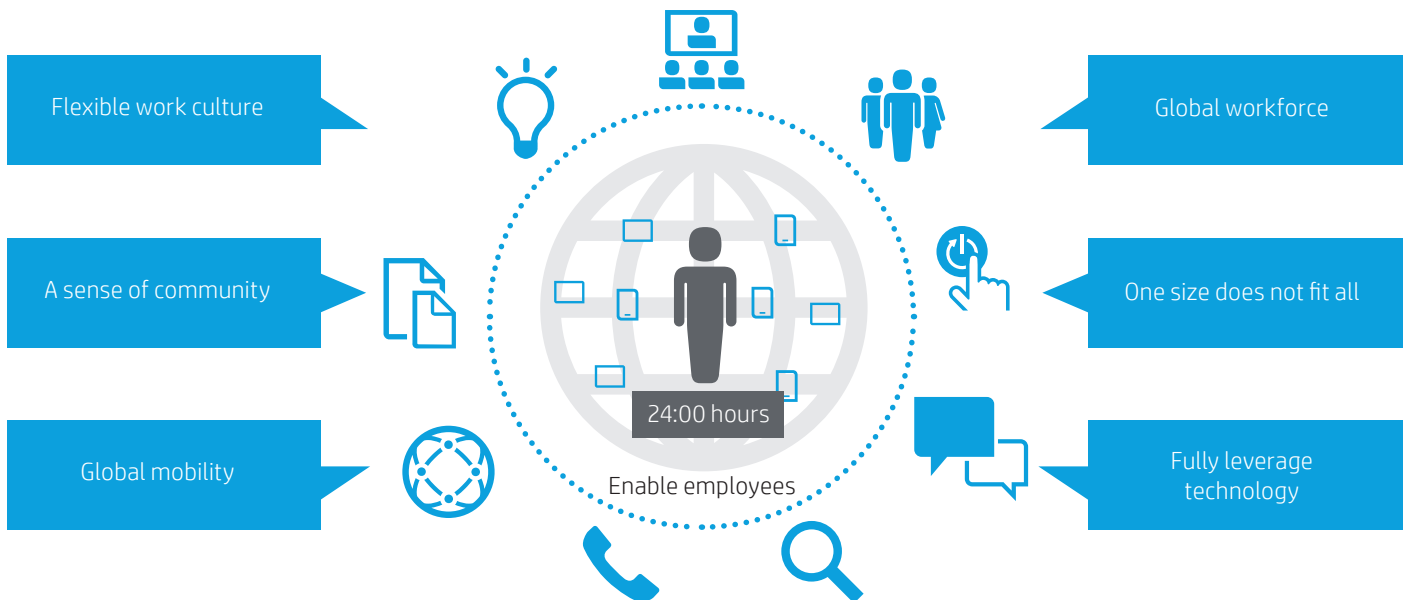 Flexible work culture
Global workforce
A sense of community
One size does not fit all
24:00 hours
Global mobility
Enable employees
Fully leverage
technology